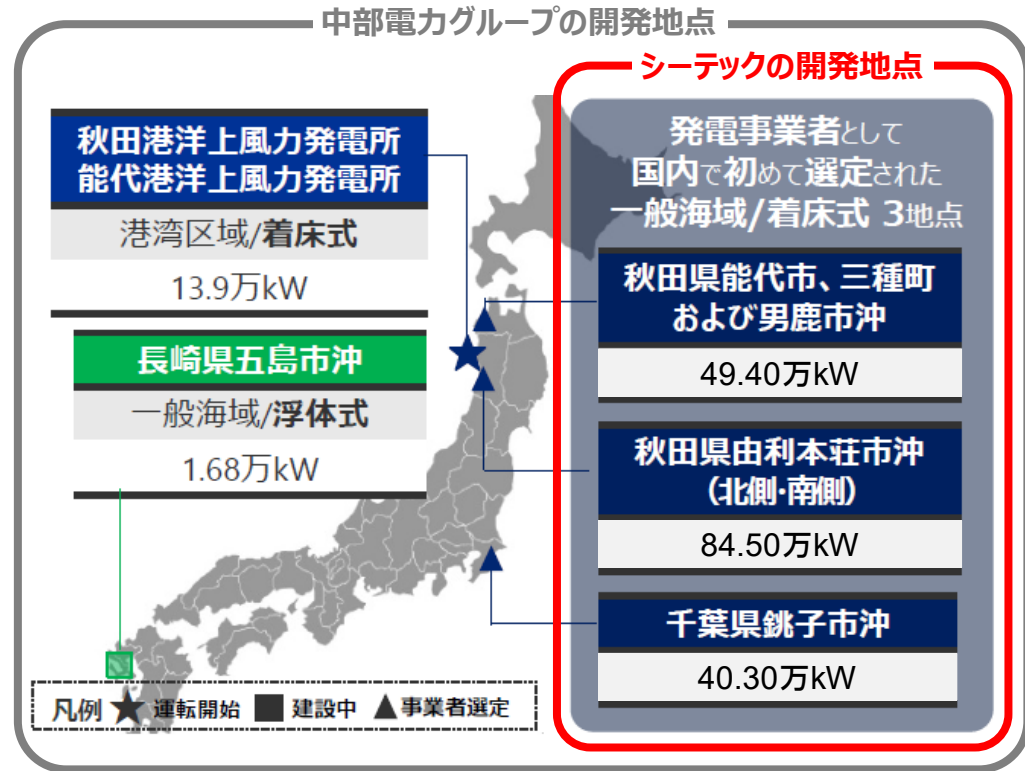 中部電力グループの開発地点
シーテックの開発地点
秋田港洋上風力発電所
能代港洋上風力発電所
港湾区域/着床式
13.9万kW
長崎県五島市沖
一般海域/浮体式
1.68万kW
発電事業者として
国内で初めて選定された
一般海域/着床式 3地点
秋田県能代市、三種町
および男鹿市沖
49.40万kW
秋田県由利本荘市沖
(北側・南側)
84.50万kW
千葉県銚子市沖
40.30万kW
凡例 ★ 運転開始 ■ 建設中 ▲ 事業者選定